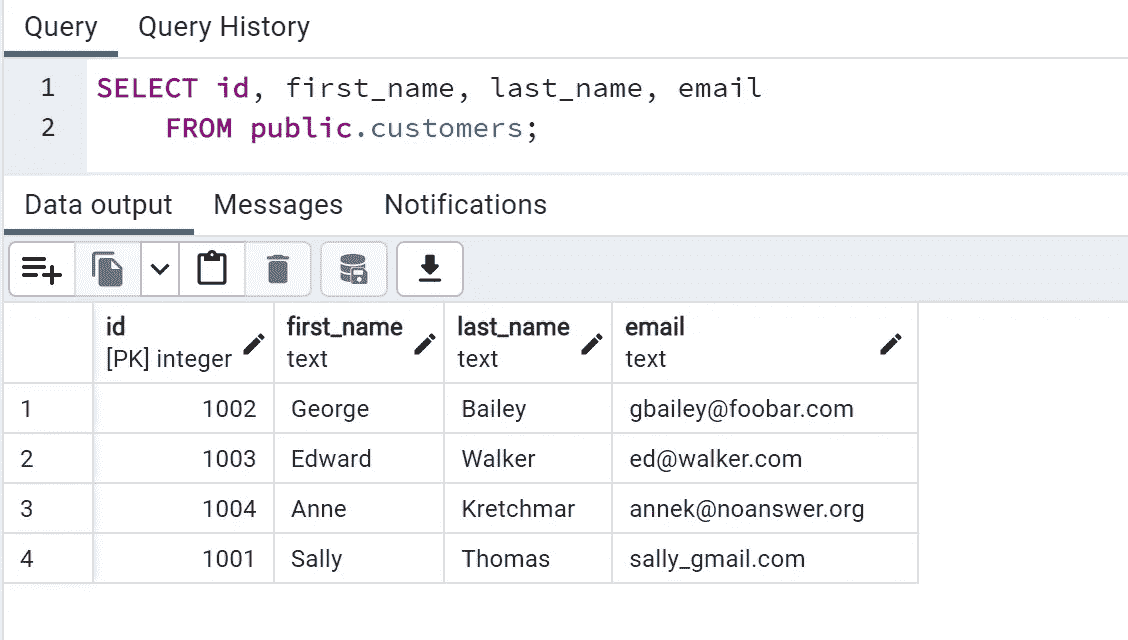 Query Query History
1 SELECT id, first_name, last_name, email
2 FROM public.customers;
Data output Messages Notifications
id first_name last_name email
[PK] integer text text text
1 1002 George Bailey gbailey@foobar.com
2 1003 Edward Walker ed@walker.com
3 1004 Anne Kretchmar annek@noanswer.org
4 1001 Sally Thomas sally_gmail.com